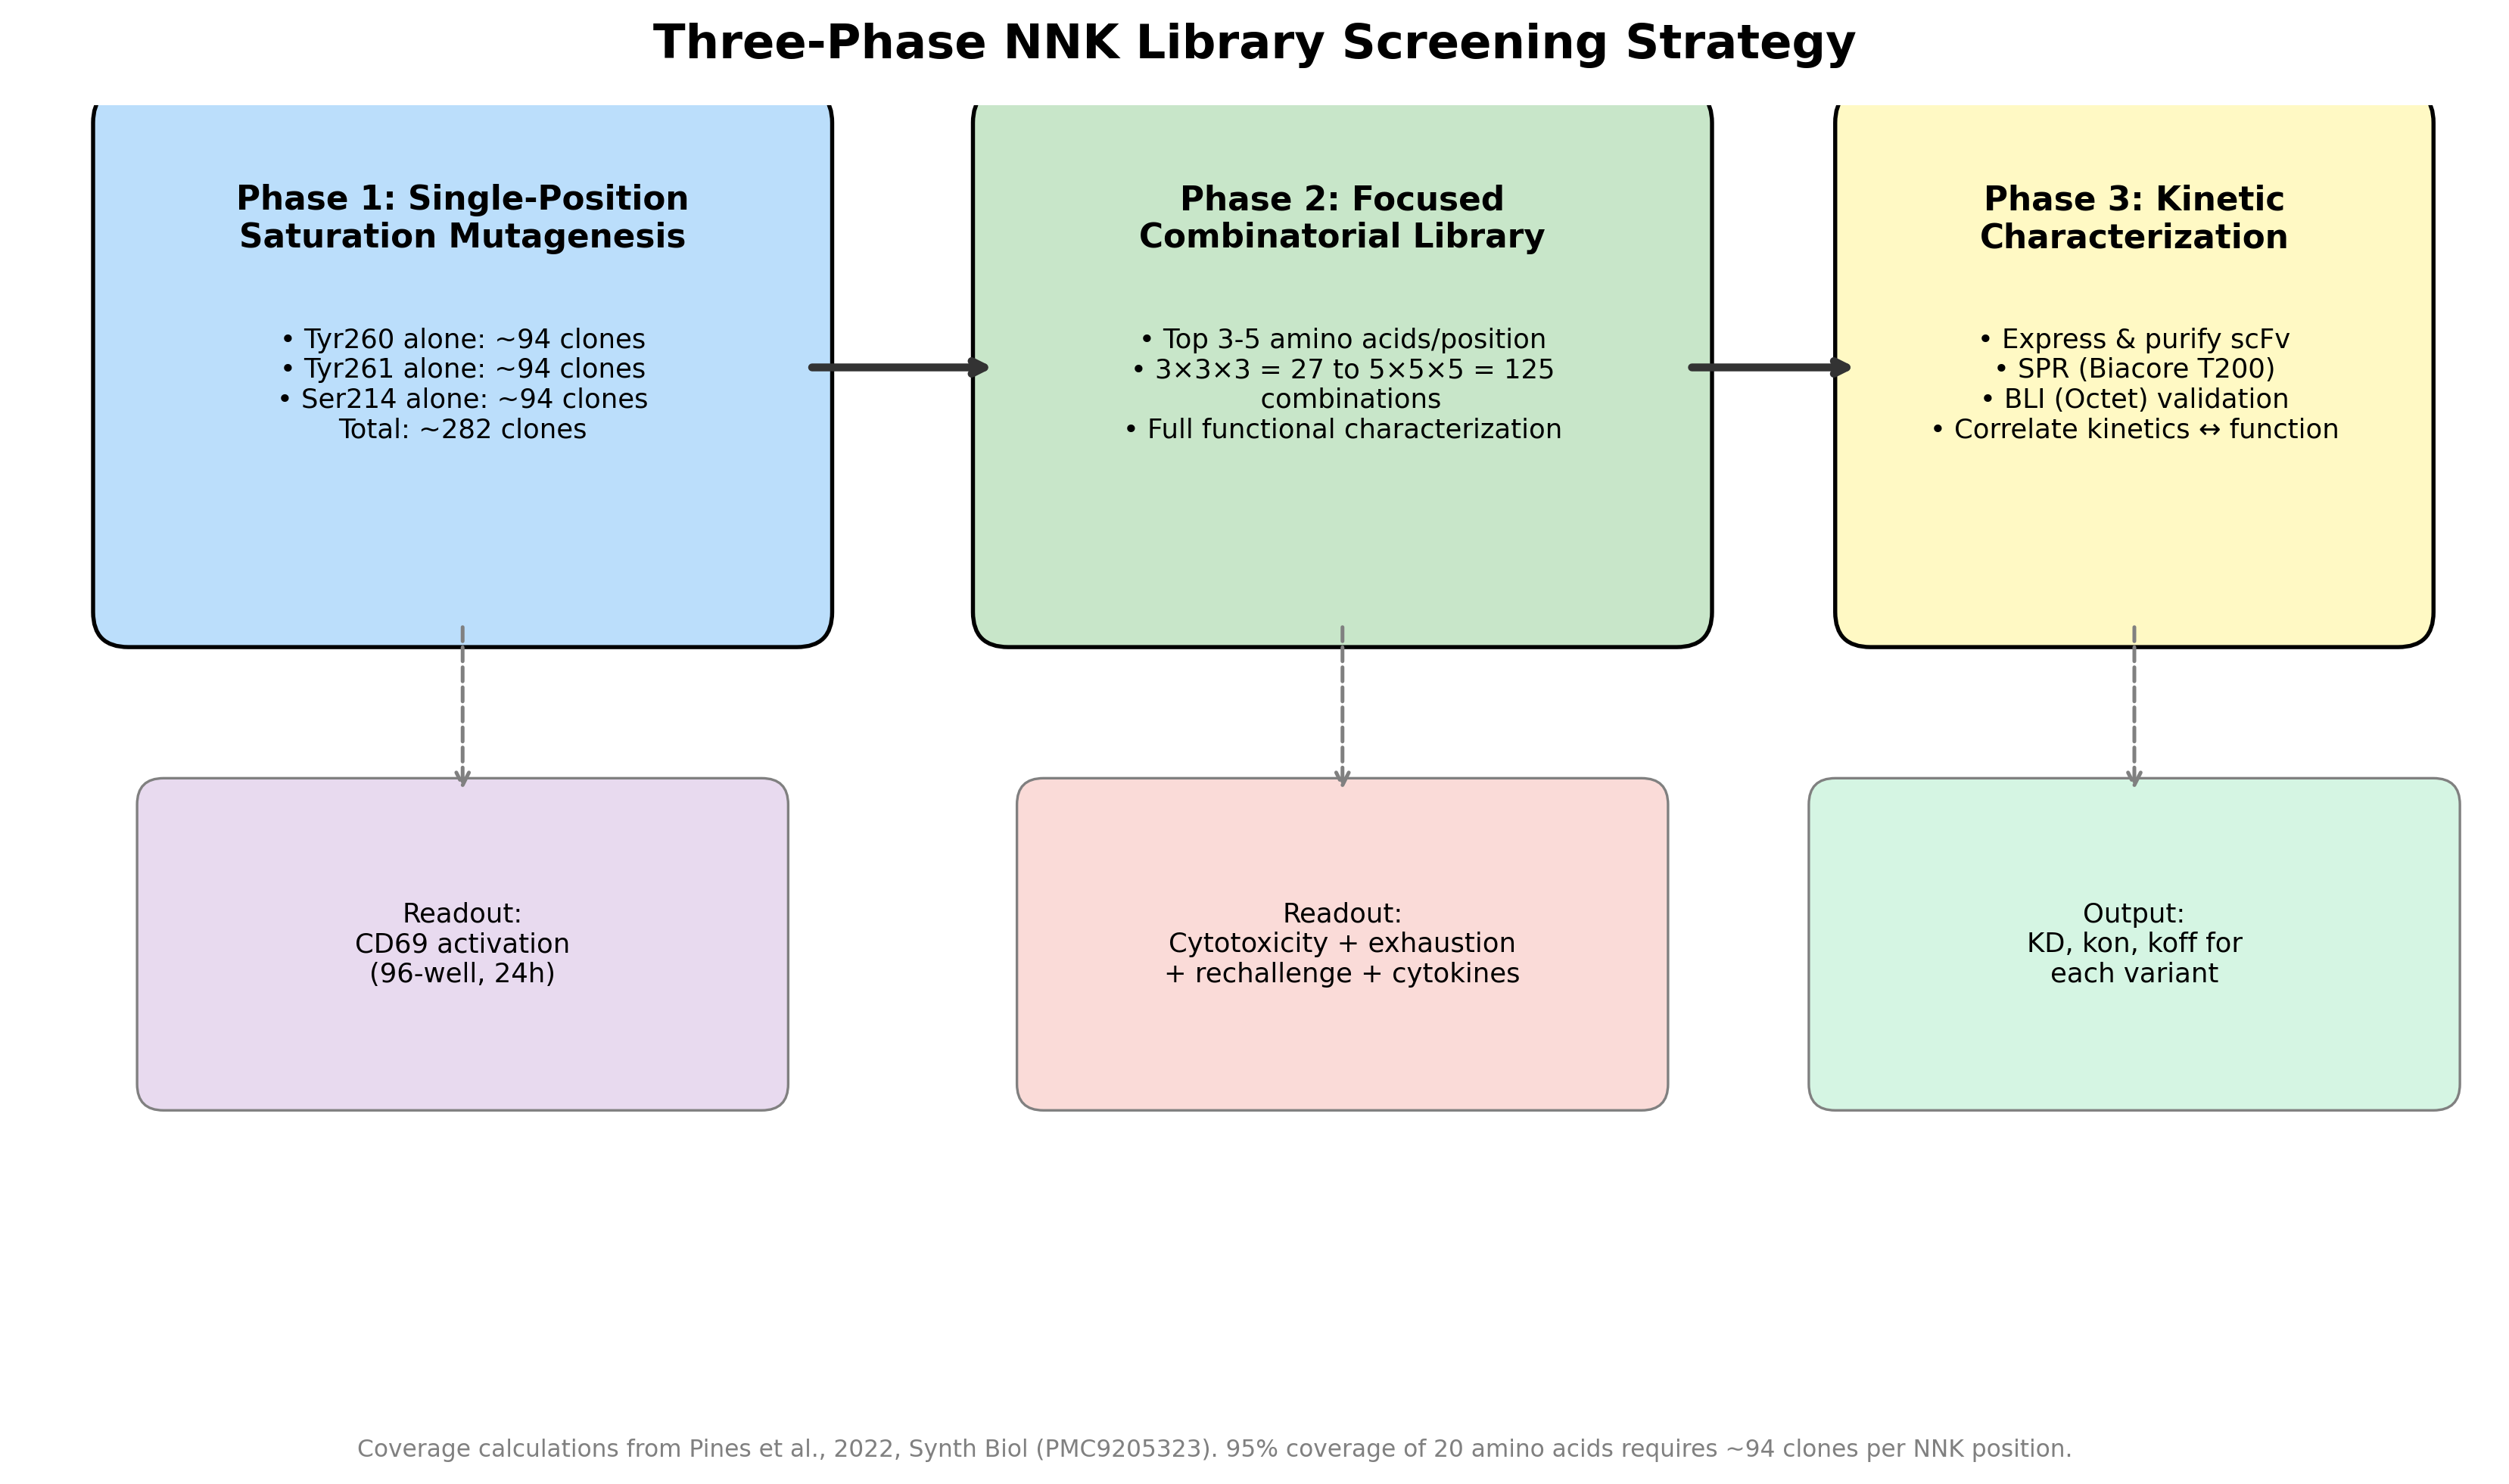 Three-Phase NNK Library Screening Strategy
Phase 1: Single-Position
Saturation Mutagenesis
• Tyr260 alone: ~94 clones
• Tyr261 alone: ~94 clones
• Ser214 alone: ~94 clones
Total: ~282 clones
Phase 2: Focused
Combinatorial Library
• Top 3-5 amino acids/position
• 3×3×3 = 27 to 5×5×5 = 125
combinations
• Full functional characterization
Phase 3: Kinetic
Characterization
• Express & purify scFv
• SPR (Biacore T200)
• BLI (Octet) validation
• Correlate kinetics ↔ function
Readout:
CD69 activation
(96-well, 24h)
Readout:
Cytotoxicity + exhaustion
+ rechallenge + cytokines
Output:
KD, kon, koff for
each variant
Coverage calculations from Pines et al., 2022, Synth Biol (PMC9205323). 95% coverage of 20 amino acids requires ~94 clones per NNK position.